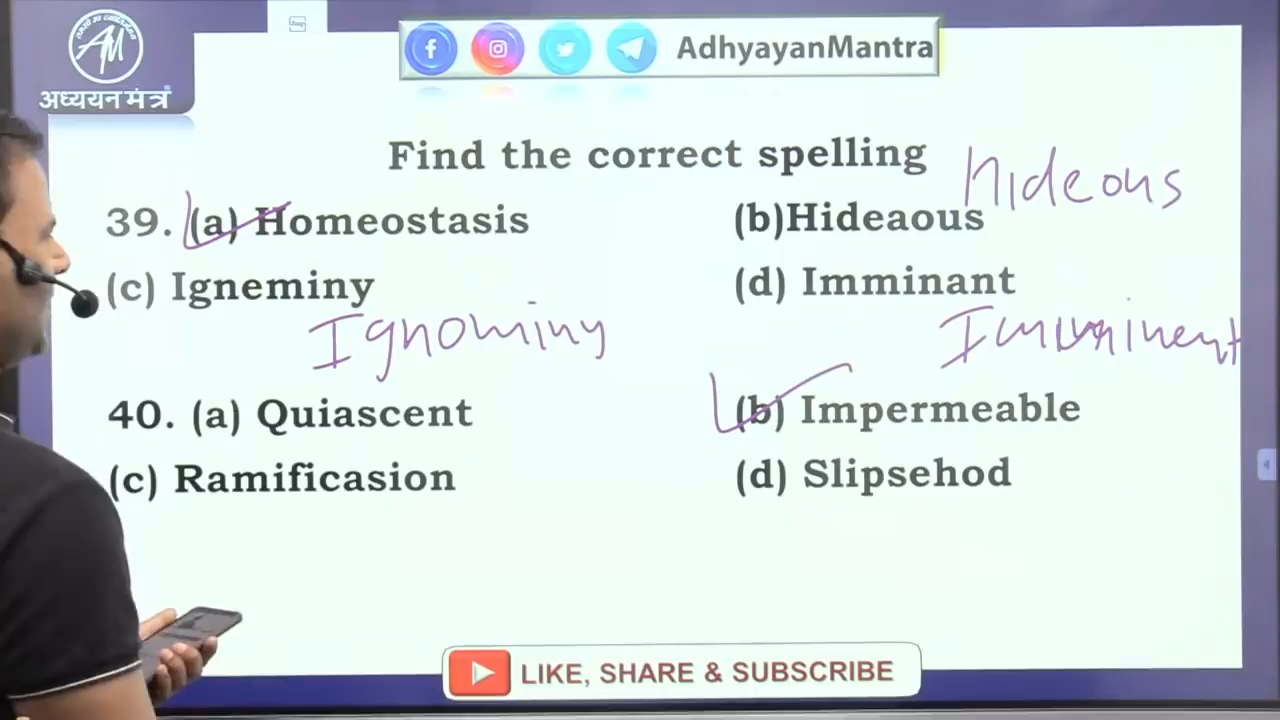 AM
अध्ययन मंत्रं
AdhyayanMantra
Find the correct spelling
Hideous
39. (a) Homeostasis (b)Hideaous
(c) Igneminy (d) Imminant
Ignominy Imminent
40. (a) Quiascent (b) Impermeable
(c) Ramificasion (d) Slipsehod
LIKE, SHARE & SUBSCRIBE